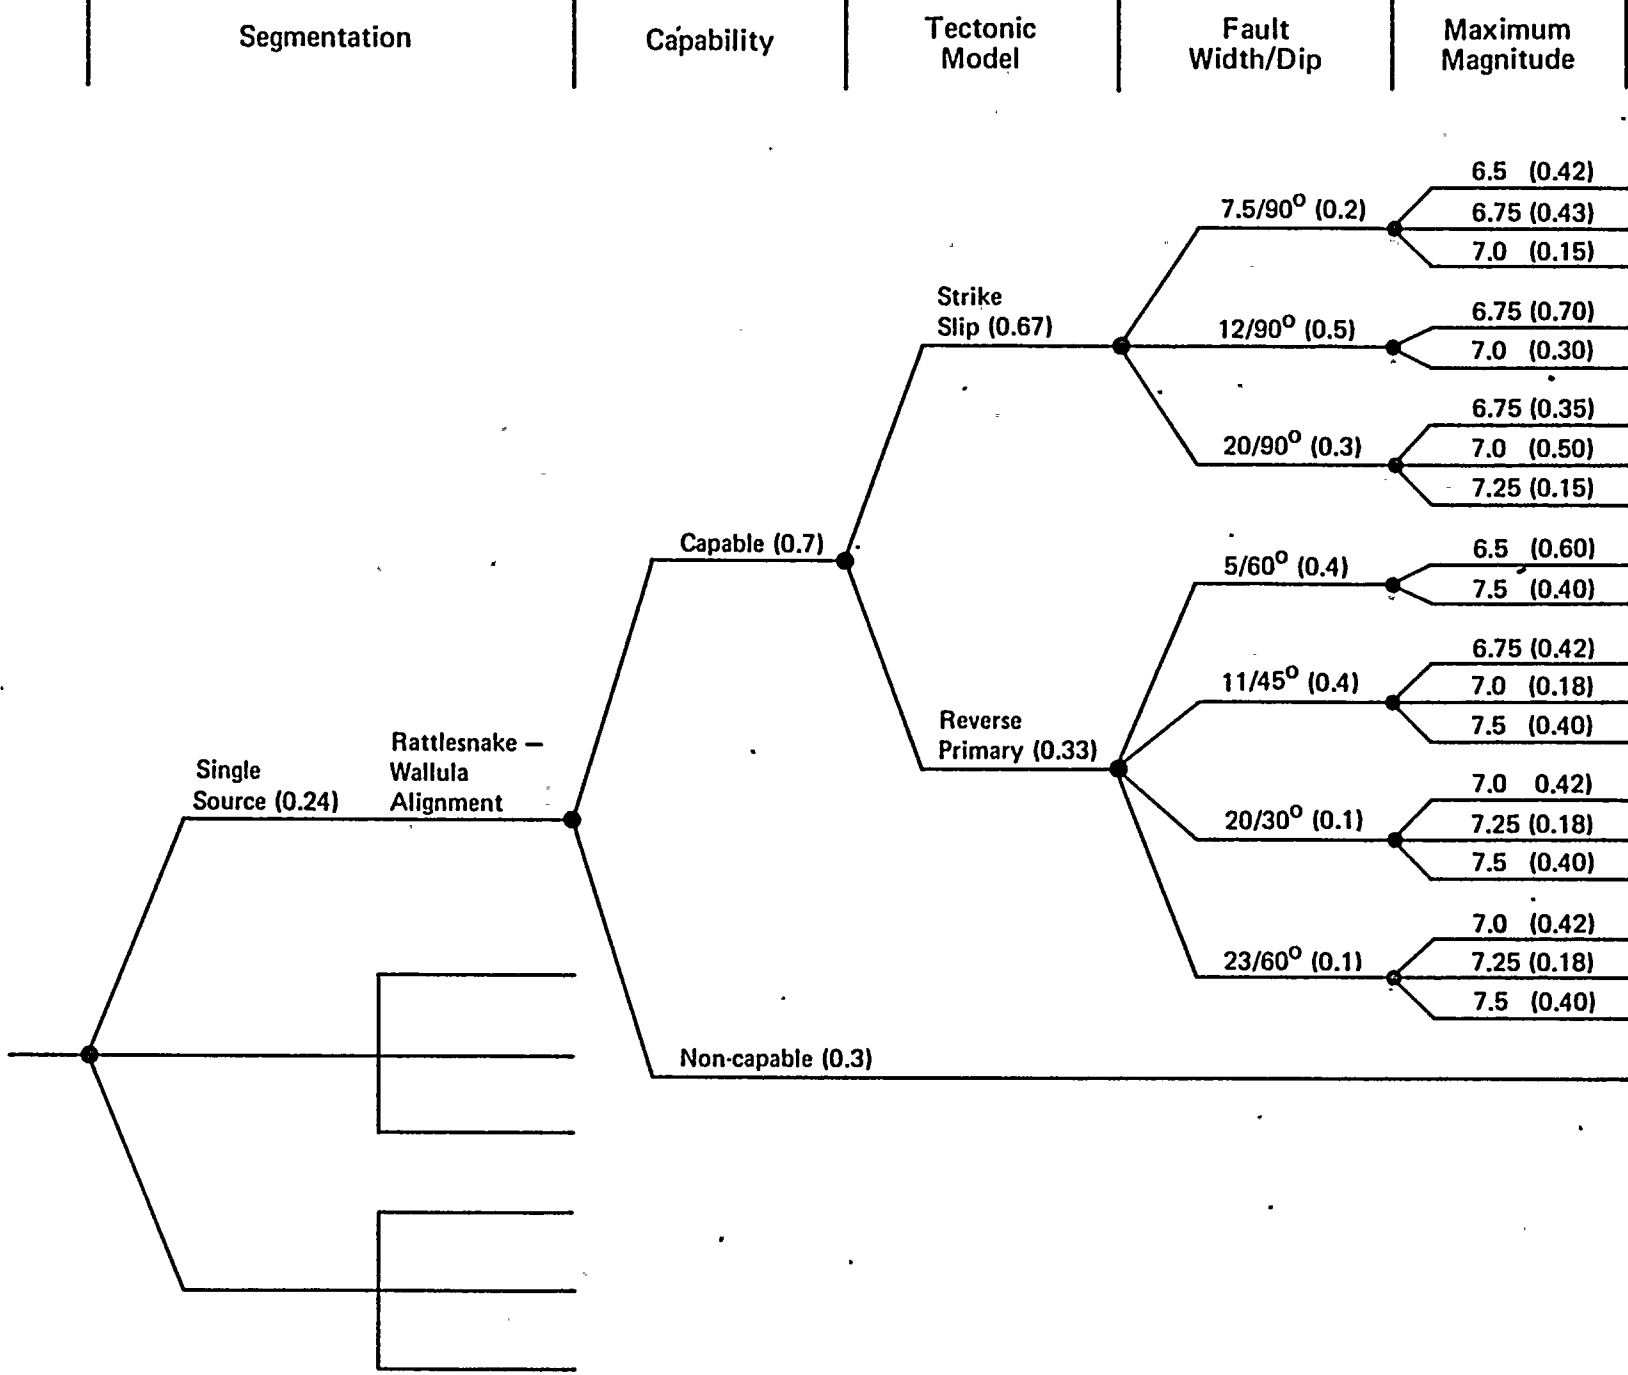 Segmentation
Capability
Tectonic
Model
Fault
Width/Dip
Maximum
Magnitude
6.5 (0.42)
7.5/90° (0.2)
6.75 (0.43)
7.0 (0.15)
Strike
Slip (0.67)
12/90° (0.5)
6.75 (0.70)
7.0 (0.30)
20/90° (0.3)
6.75 (0.35)
7.0 (0.50)
7.25 (0.15)
Capable (0.7)
5/60° (0.4)
6.5 (0.60)
7.5 (0.40)
11/45° (0.4)
6.75 (0.42)
7.0 (0.18)
7.5 (0.40)
Reverse
Primary (0.33)
Single
Source (0.24)
Rattlesnake –
Wallula
Alignment
20/30° (0.1)
7.0 0.42)
7.25 (0.18)
7.5 (0.40)
23/60° (0.1)
7.0 (0.42)
7.25 (0.18)
7.5 (0.40)
Non-capable (0.3)